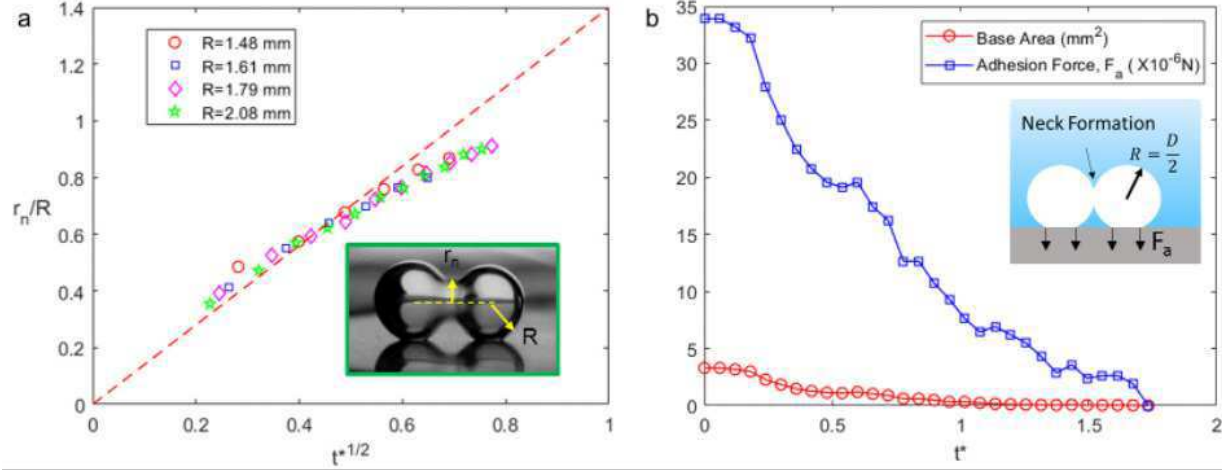 a
1.4
1.2
1
0.8
0.6
0.4
0.2
0
r_n/R
R=1.48 mm
R=1.61 mm
R=1.79 mm
R=2.08 mm
r_n
R
0 0.2 0.4 0.6 0.8 1
t*^{1/2}
b
35
30
25
20
15
10
5
0
Base Area (mm²)
Adhesion Force, F_a ( X10⁻⁶N)
Neck Formation
R = D/2
F_a
0 0.5 1 1.5 2
t*